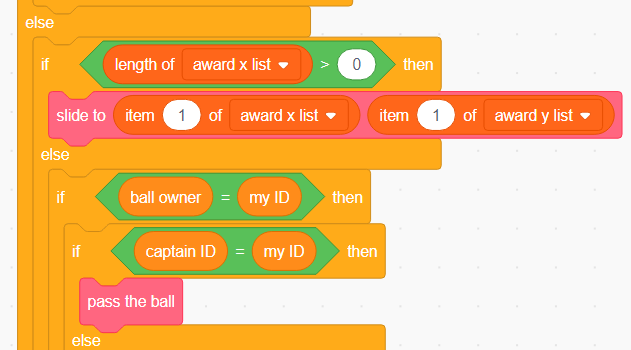 else
if length of award x list > 0 then
slide to item 1 of award x list item 1 of award y list
else
if ball owner = my ID then
if captain ID = my ID then
pass the ball
else